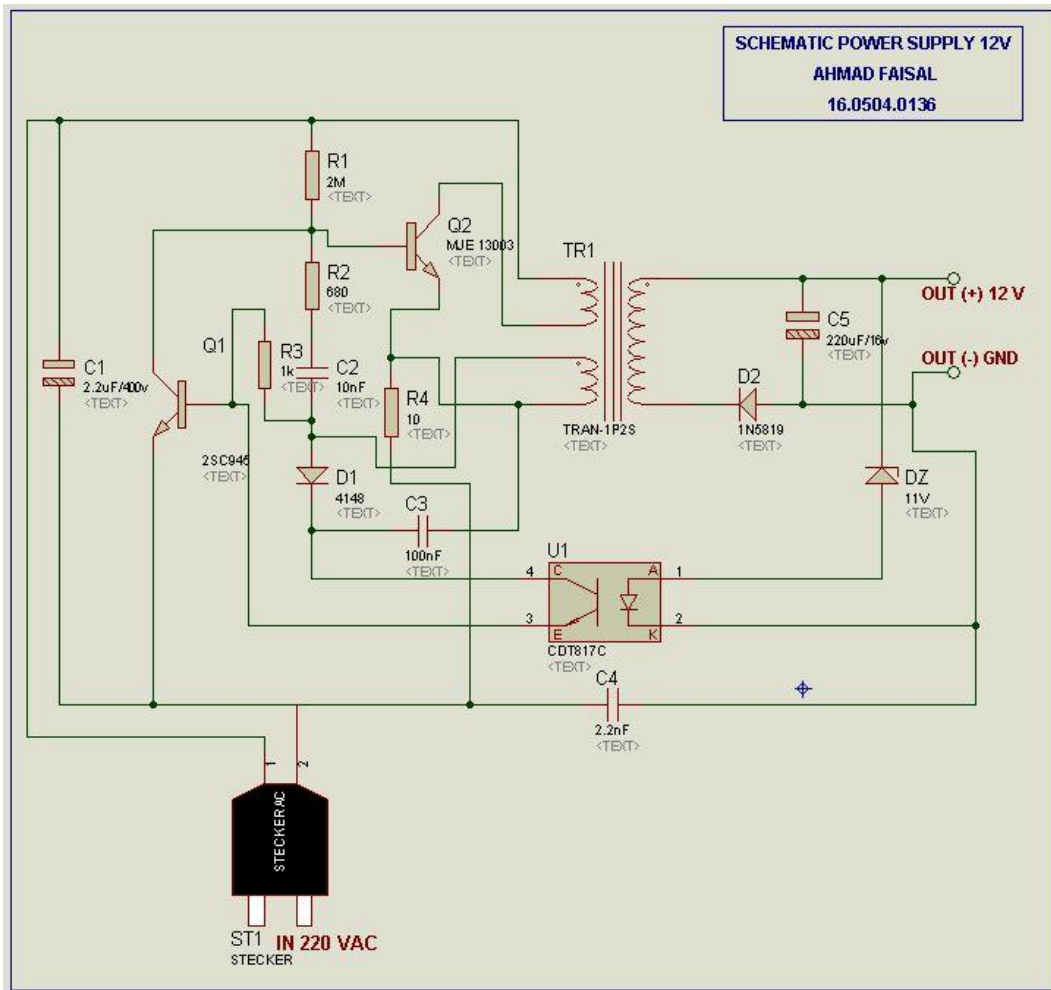 SCHEMATIC POWER SUPPLY 12V
AHMAD FAISAL
16.0504.0136
R1
2M
<TEXT>
Q2
MJE 13003
<TEXT>
TR1
R2
680
<TEXT>
OUT (+) 12 V
C5
220uF/16v
<TEXT>
Q1
R3
1k
<TEXT>
C2
10nF
<TEXT>
OUT (-) GND
C1
2.2uF/400v
<TEXT>
R4
10
<TEXT>
D2
1N5819
<TEXT>
TRAN-1P2S
<TEXT>
2SC945
<TEXT>
D1
4148
<TEXT>
DZ
11V
<TEXT>
C3
100nF
<TEXT>
U1
4
C
A
1
3
E
K
2
CDT817C
<TEXT>
C4
2.2nF
<TEXT>
1
2
STECKERAC
ST1
IN 220 VAC
STECKER